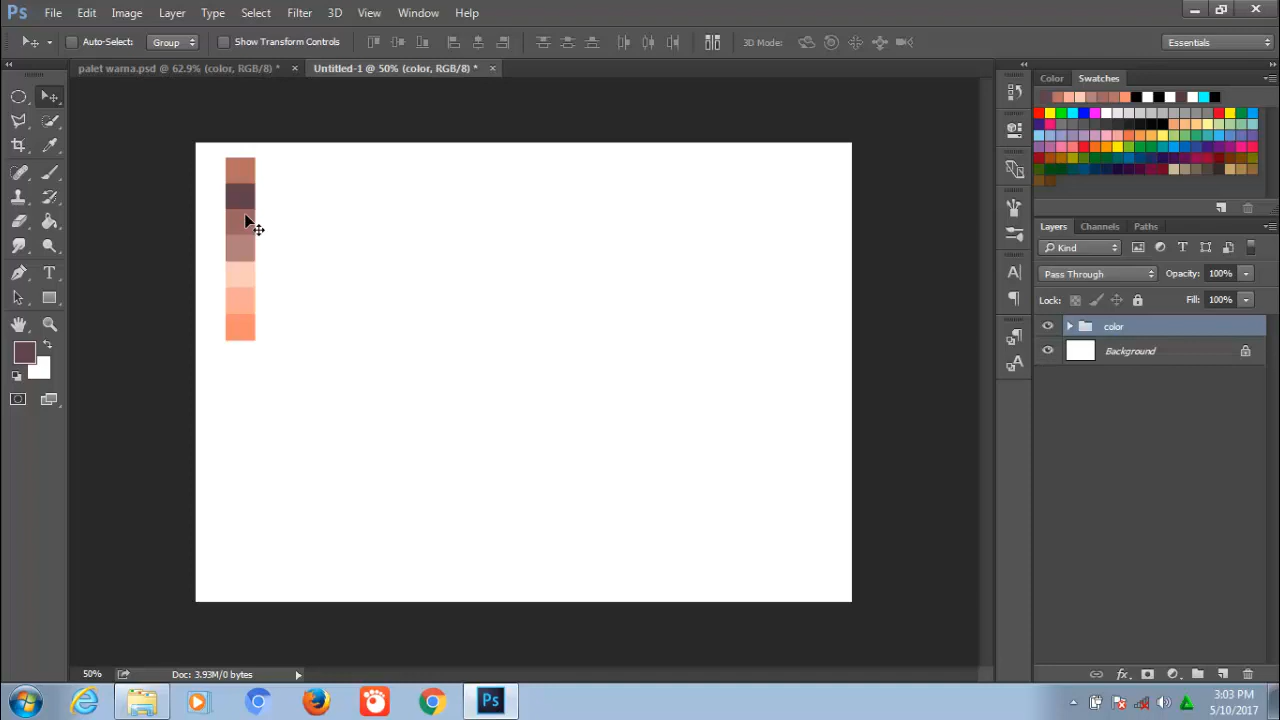 Ps File Edit Image Layer Type Select Filter 3D View Window Help
Auto-Select: Group Show Transform Controls 3D Mode: Essentials
palet warna.psd @ 62.9% (color, RGB/8) * × Untitled-1 @ 50% (color, RGB/8) * ×
Color Swatches
Layers Channels Paths
Kind
Pass Through Opacity: 100%
Lock: Fill: 100%
color
Background
50% Doc: 3.93M/0 bytes
Ps
3:03 PM
5/10/2017